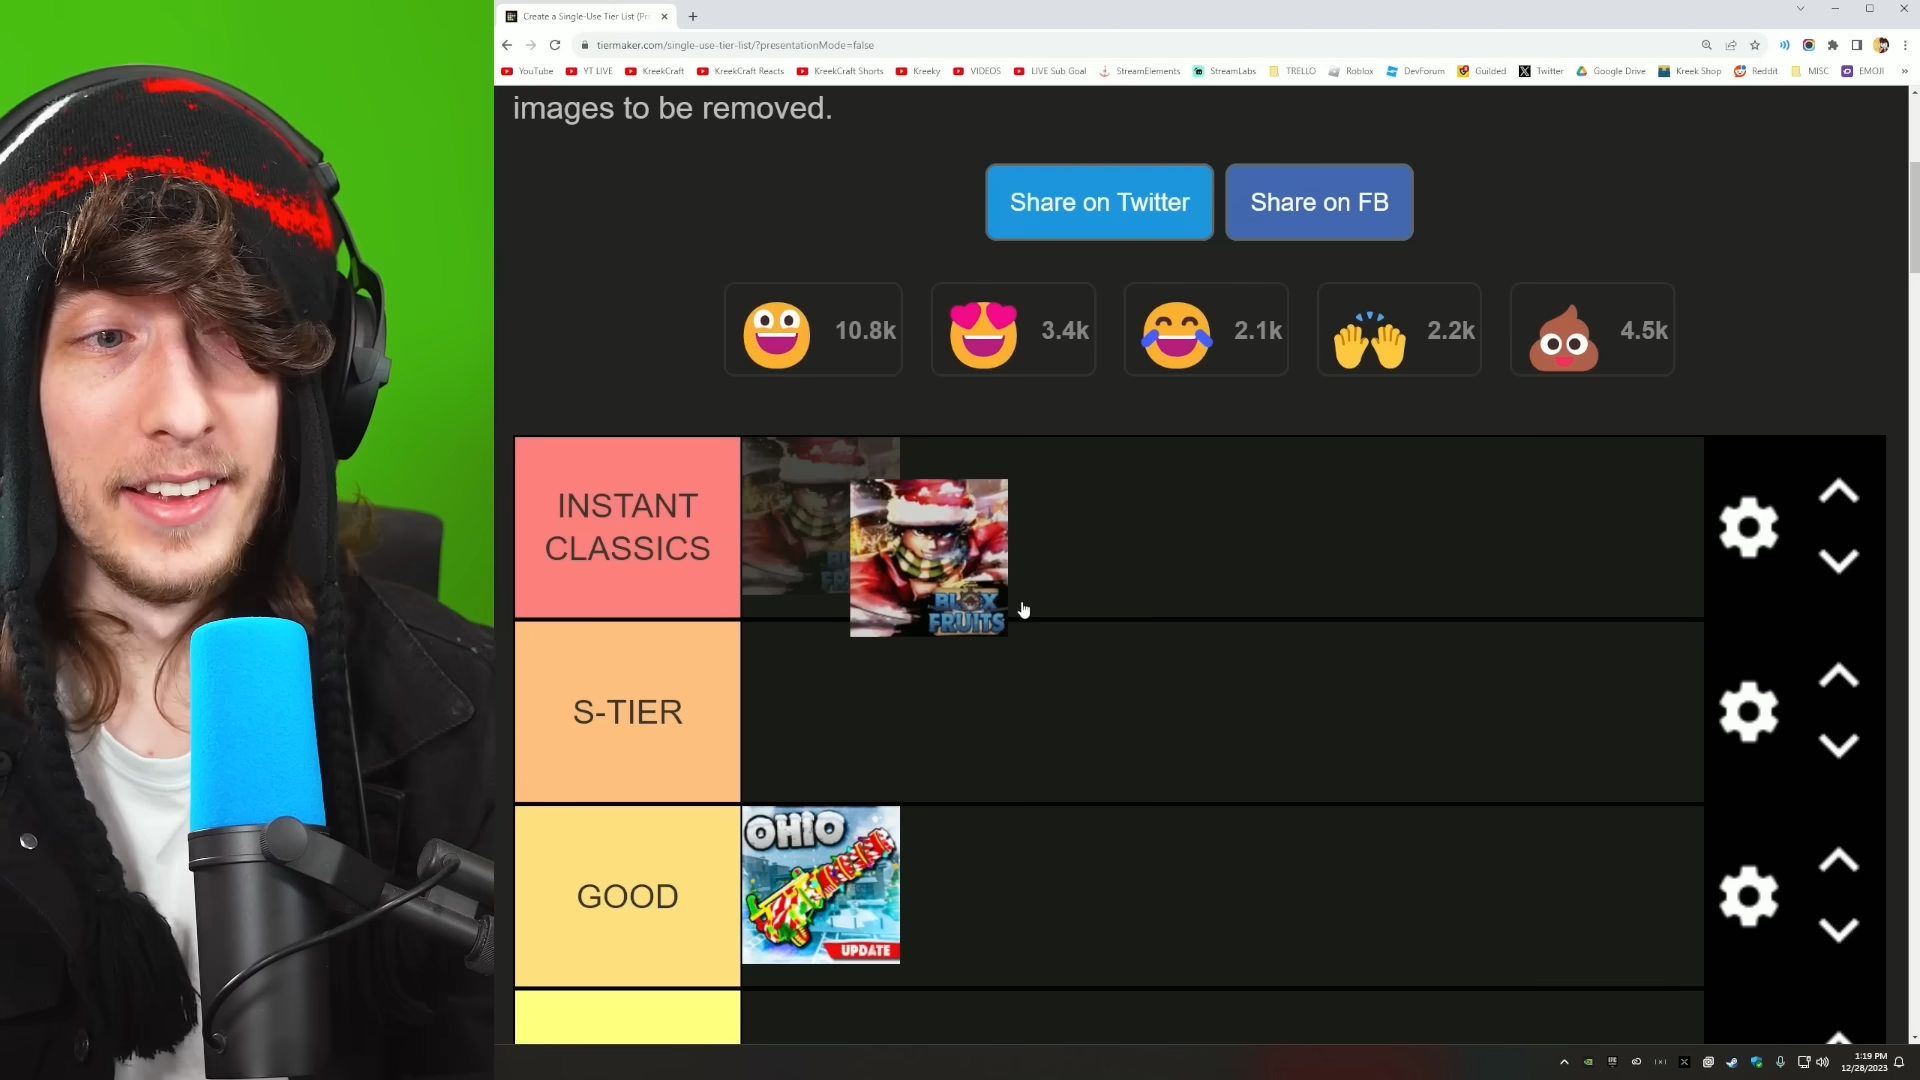 Create a Single-Use Tier List (Pr
tiermaker.com/single-use-tier-list/?presentationMode=false
YouTube YT LIVE KreekCraft KreekCraft Reacts KreekCraft Shorts Kreeky VIDEOS LIVE Sub Goal StreamElements StreamLabs TRELLO Roblox DevForum Guilded Twitter Google Drive Kreek Shop Reddit MISC EMOJI »
images to be removed.
Share on Twitter Share on FB
10.8k 3.4k 2.1k 2.2k 4.5k
INSTANT
CLASSICS
BLOX
FRUITS
S-TIER
OHIO
GOOD
UPDATE
1:19 PM
12/28/2023